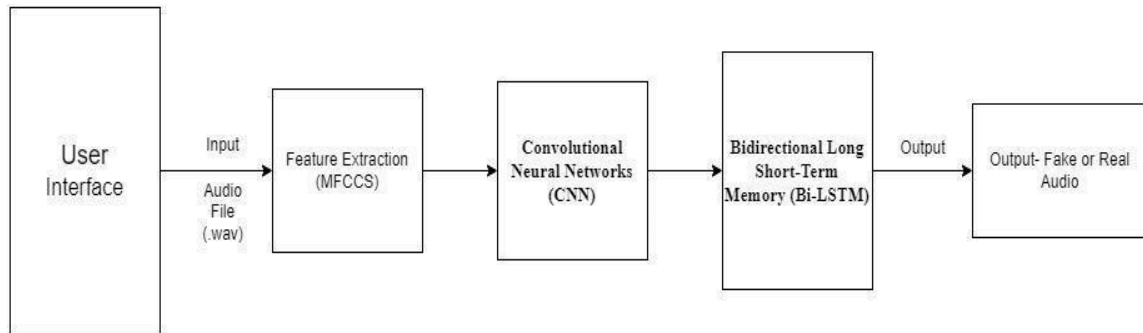 User
Interface
Input
Audio
File
(.wav)
Feature Extraction
(MFCCS)
Convolutional
Neural Networks
(CNN)
Bidirectional Long
Short-Term
Memory (Bi-LSTM)
Output
Output- Fake or Real
Audio